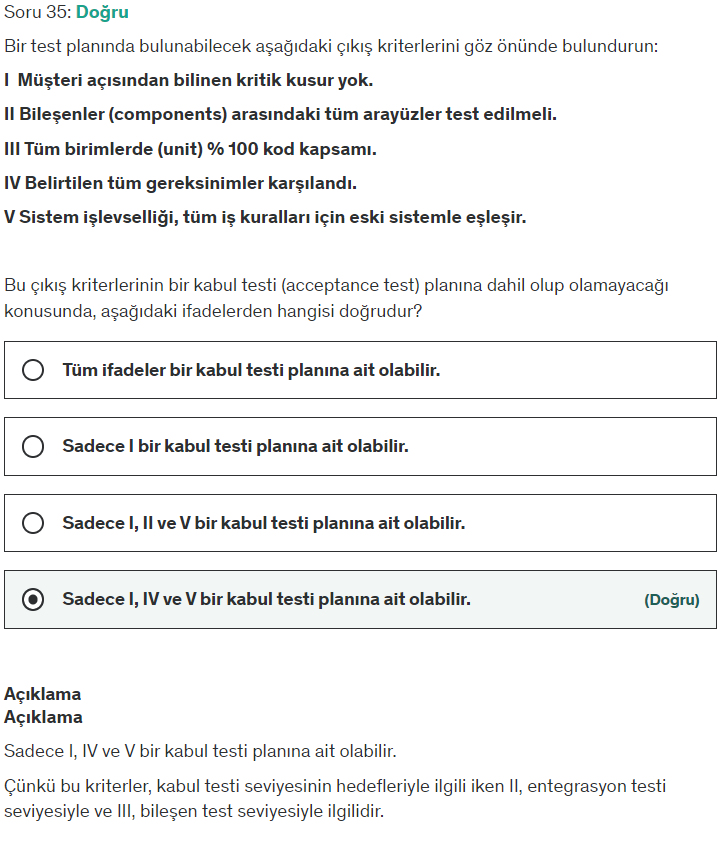 Soru 35: Doğru
Bir test planında bulunabilecek aşağıdaki çıkış kriterlerini göz önünde bulundurun:
I Müşteri açısından bilinen kritik kusur yok.
II Bileşenler (components) arasındaki tüm arayüzler test edilmeli.
III Tüm birimlerde (unit) % 100 kod kapsamı.
IV Belirtilen tüm gereksinimler karşılandı.
V Sistem işlevselliği, tüm iş kuralları için eski sistemle eşleşir.
Bu çıkış kriterlerinin bir kabul testi (acceptance test) planına dahil olup olamayacağı
konusunda, aşağıdaki ifadelerden hangisi doğrudur?
Tüm ifadeler bir kabul testi planına ait olabilir.
Sadece I bir kabul testi planına ait olabilir.
Sadece I, II ve V bir kabul testi planına ait olabilir.
Sadece I, IV ve V bir kabul testi planına ait olabilir. (Doğru)
Açıklama
Açıklama
Sadece I, IV ve V bir kabul testi planına ait olabilir.
Çünkü bu kriterler, kabul testi seviyesinin hedefleriyle ilgili iken II, entegrasyon testi
seviyesiyle ve III, bileşen test seviyesiyle ilgilidir.